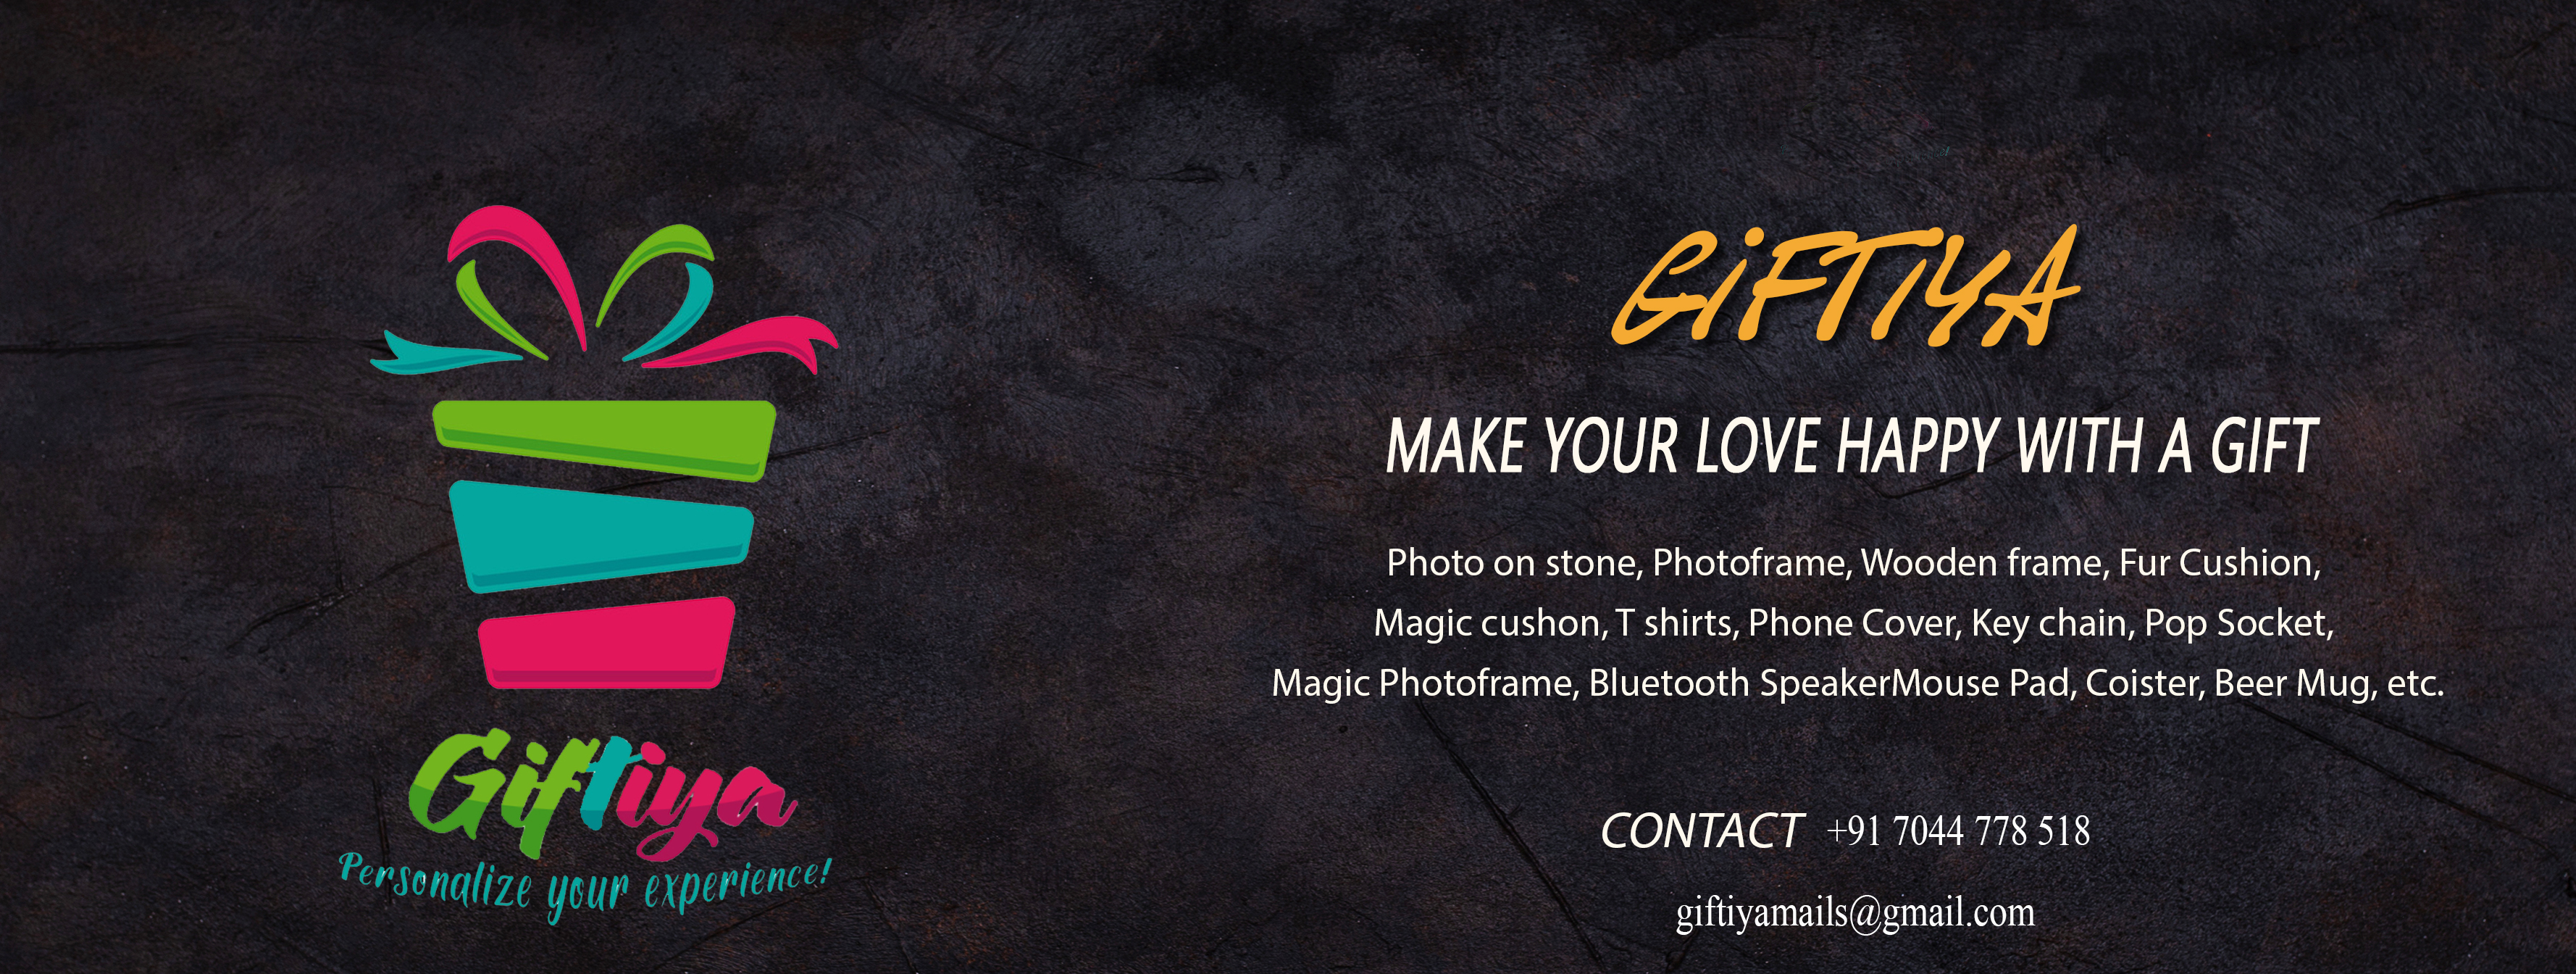 Giftiya
Personalize your experience!
GiFTiYA
MAKE YOUR LOVE HAPPY WITH A GIFT
Photo on stone, Photoframe, Wooden frame, Fur Cushion,
Magic cushon, T shirts, Phone Cover, Key chain, Pop Socket,
Magic Photoframe, Bluetooth SpeakerMouse Pad, Coister, Beer Mug, etc.
CONTACT +91 7044 778 518
giftiyamails@gmail.com